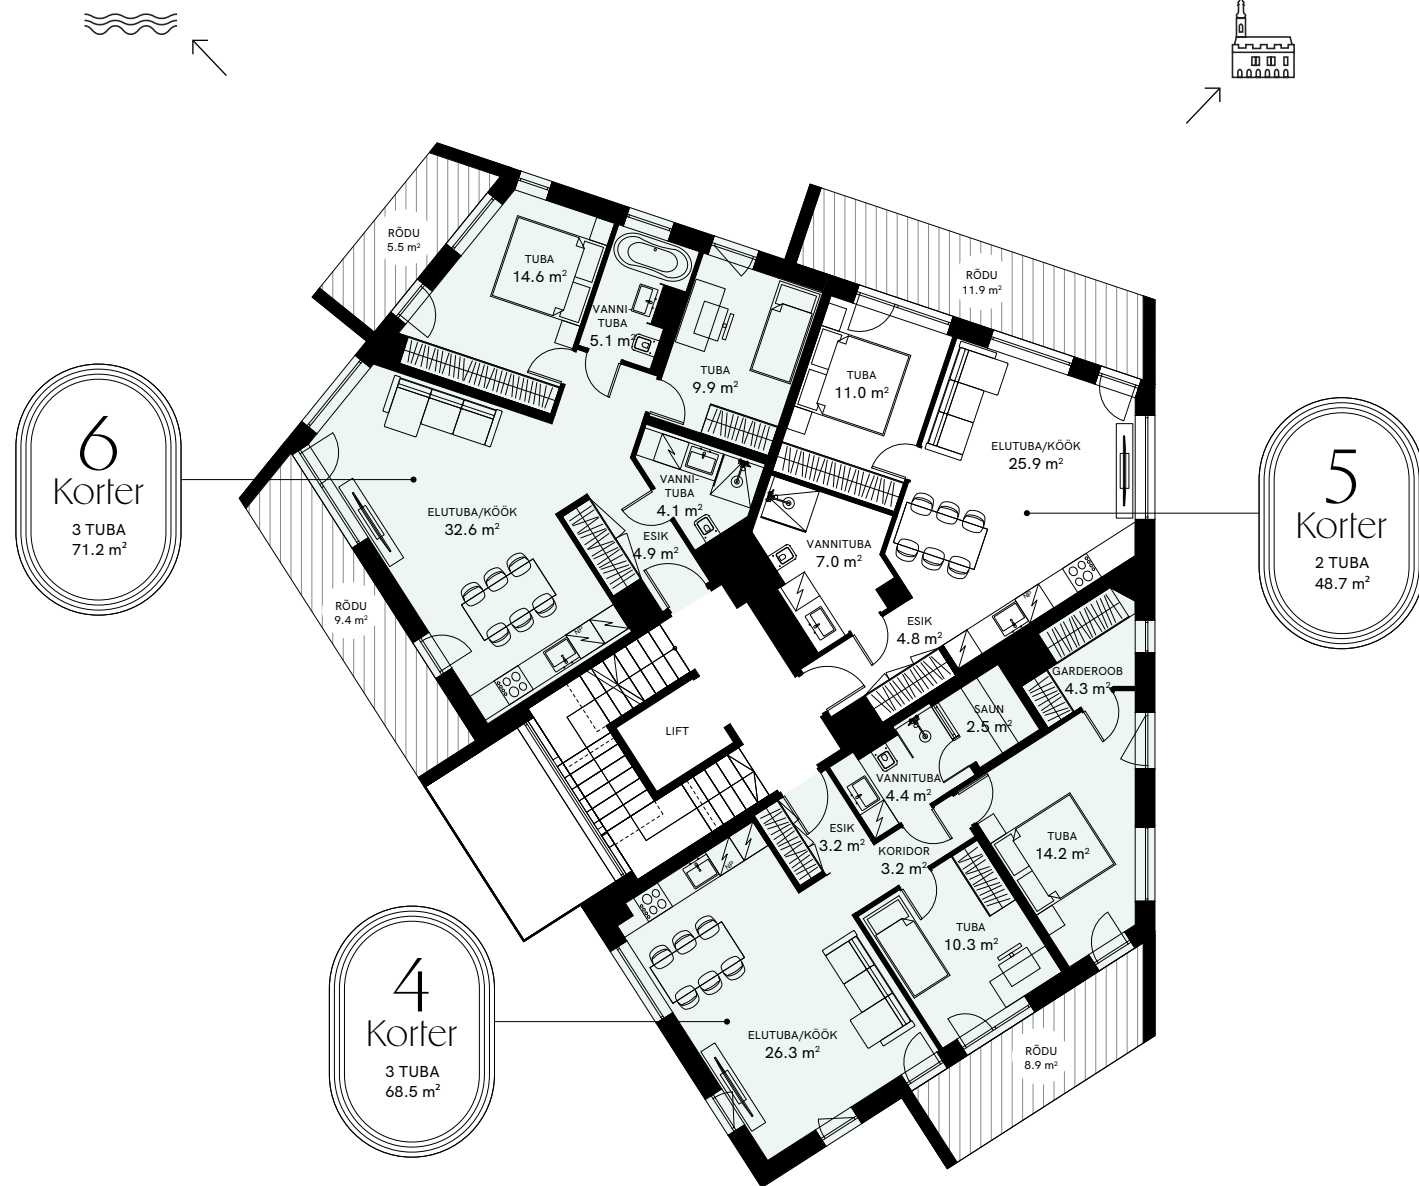 RÕDU
5.5 m²
TUBA
14.6 m²
VANNI-
TUBA
5.1 m²
TUBA
9.9 m²
RÕDU
11.9 m²
TUBA
11.0 m²
ELUTUBA/KÖÖK
25.9 m²
6
Korter
3 TUBA
71.2 m²
5
Korter
2 TUBA
48.7 m²
ELUTUBA/KÖÖK
32.6 m²
VANNI-
TUBA
4.1 m²
ESIK
4.9 m²
VANNITUBA
7.0 m²
RÕDU
9.4 m²
NP
ESIK
4.8 m²
NP
GARDEROOB
4.3 m²
SAUN
2.5 m²
LIFT
VANNITUBA
4.4 m²
ESIK
3.2 m²
KORIDOR
3.2 m²
TUBA
14.2 m²
NP
TUBA
10.3 m²
4
Korter
3 TUBA
68.5 m²
ELUTUBA/KÖÖK
26.3 m²
RÕDU
8.9 m²